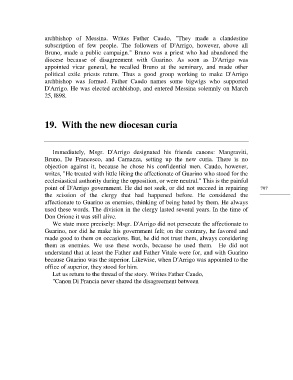 archbishop of Messina. Writes Father Caudo, "They made a clandestine
subscription of few people. The followers of D'Arrigo, however, above all
Bruno, made a public campaign." Bruno was a priest who had abandoned the
diocese because of disagreement with Guarino. As soon as D'Arrigo was
appointed vicar general, he recalled Bruno at the seminary, and made other
political exile priests return. Thus a good group working to make D'Arrigo
archbishop was formed. Father Caudo names some bigwigs who supported
D'Arrigo. He was elected archbishop, and entered Messina solemnly on March
25, 1898.
19. With the new diocesan curia
Immediately, Msgr. D'Arrigo designated his friends canons: Mangraviti,
Bruno, De Francesco, and Carnazza, setting up the new curia. There is no
objection against it, because he chose his confidential men. Caudo, however,
writes, "He treated with little liking the affectionate of Guarino who stood for the
ecclesiastical authority during the opposition, or were neutral." This is the painful
point of D'Arrigo government. He did not seek, or did not succeed in repairing
the scission of the clergy that had happened before. He considered the
affectionate to Guarino as enemies, thinking of being hated by them. He always
used these words. The division in the clergy lasted several years. In the time of
Don Orione it was still alive.
We state more precisely: Msgr. D'Arrigo did not persecute the affectionate to
Guarino, nor did he make his government felt; on the contrary, he favored and
made good to them on occasions. But, he did not trust them, always considering
them as enemies. We use those words, because he used them. He did not
understand that at least the Father and Father Vitale were for, and with Guarino
because Guarino was the superior. Likewise, when D'Arrigo was appointed to the
office of superior, they stood for him.
Let us return to the thread of the story. Writes Father Caudo,
"Canon Di Francia never shared the disagreement between